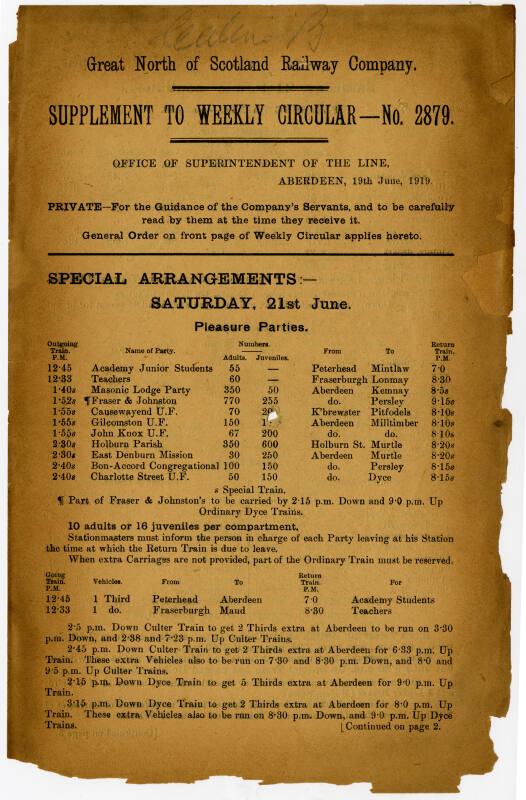 Great North of Scotland Railway Company.
SUPPLEMENT TO WEEKLY CIRCULAR—No. 2879.
OFFICE OF SUPERINTENDENT OF THE LINE,
ABERDEEN, 19th June, 1919.
PRIVATE—For the Guidance of the Company's Servants, and to be carefully
read by them at the time they receive it.
General Order on front page of Weekly Circular applies hereto.
SPECIAL ARRANGEMENTS:—
SATURDAY, 21st June.
Pleasure Parties.
Outgoing Train. P.M. Name of Party. Numbers. Adults. Juveniles. From To Return Train. P.M.
12·45 Academy Junior Students 55 — Peterhead Mintlaw 7·0
12·33 Teachers 60 — Fraserburgh Lonmay 8·30
1·40s Masonic Lodge Party 350 50 Aberdeen Kemnay 8·5s
1·52s ¶Fraser & Johnston 770 255 do. Persley 9·15s
1·55s Causewayend U.F. 70 K'brewster Pitfodels 8·10s
1·55s Gilcomston U.F. 150 Aberdeen Milltimber 8·10s
1·55s John Knox U.F. 67 200 do. do. 8·10s
2·30s Holburn Parish 350 600 Holburn St. Murtle 8·20s
2·30s East Denburn Mission 30 250 Aberdeen Murtle 8·20s
2·40s Bon-Accord Congregational 100 150 do. Persley 8·15s
2·40s Charlotte Street U.F. 50 150 do. Dyce 8·15s
s Special Train.
¶ Part of Fraser & Johnston's to be carried by 2·15 p.m. Down and 9·0 p.m. Up
Ordinary Dyce Trains.
10 adults or 16 juveniles per compartment.
Stationmasters must inform the person in charge of each Party leaving at his Station
the time at which the Return Train is due to leave.
When extra Carriages are not provided, part of the Ordinary Train must be reserved.
Going Train. P.M. Vehicles. From To Return Train. P.M. For
12·45 1 Third Peterhead Aberdeen 7·0 Academy Students
12·33 1 do. Fraserburgh Maud 8·30 Teachers
2·5 p.m. Down Culter Train to get 2 Thirds extra at Aberdeen to be run on 3·30
p.m. Down, and 2·38 and 7·23 p.m. Up Culter Trains.
2·45 p.m. Down Culter Train to get 2 Thirds extra at Aberdeen for 6·33 p.m. Up
Train. These extra Vehicles also to be run on 7·30 and 8·30 p.m. Down, and 8·0 and
9·5 p.m. Up Culter Trains.
2·15 p.m. Down Dyce Train to get 5 Thirds extra at Aberdeen for 9·0 p.m. Up
Train.
3·15 p.m. Down Dyce Train to get 2 Thirds extra at Aberdeen for 8·0 p.m. Up
Train. These extra Vehicles also to be run on 8·30 p.m. Down, and 9·0 p.m. Up Dyce
Trains. [Continued on page 2.